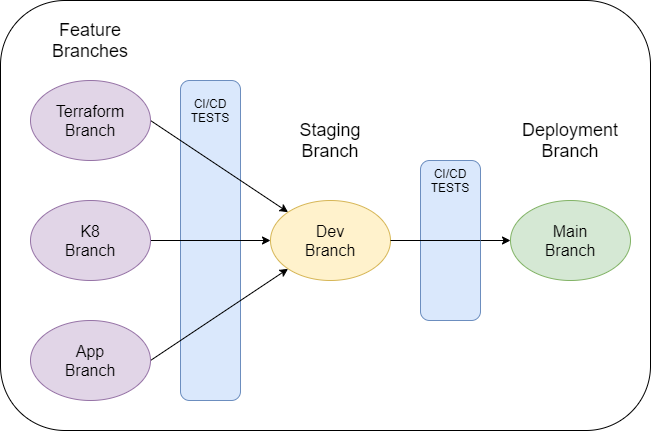 Feature
Branches
Terraform
Branch
K8
Branch
App
Branch
CI/CD
TESTS
Staging
Branch
Dev
Branch
CI/CD
TESTS
Deployment
Branch
Main
Branch